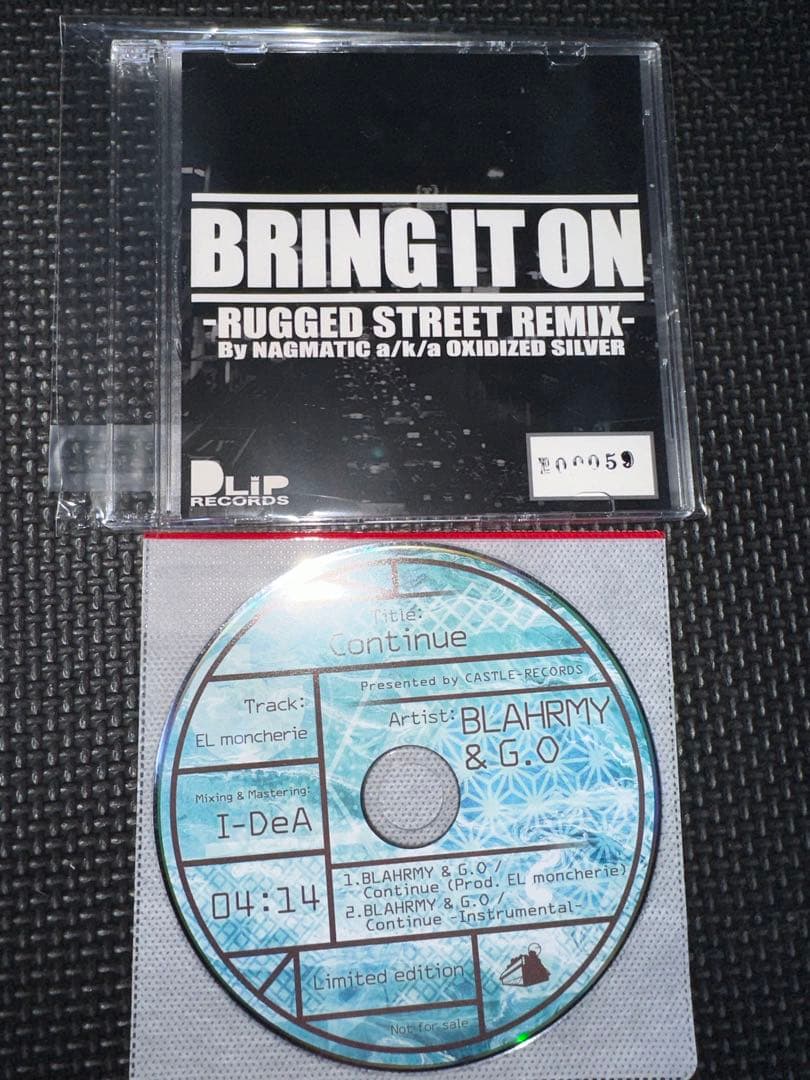 BRING IT ON
-RUGGED STREET REMIX-
By NAGMATIC a/k/a OXIDIZED SILVER
DLiP
RECORDS
Title:
Continue
Presented by CASTLE-RECORDS
Track:
EL moncherie
Artist: BLAHRMY
& G.O
Mixing & Mastering:
I-DeA
04:14
1.BLAHRMY & G.O /
Continue (Prod. EL moncherie)
2.BLAHRMY & G.O /
Continue -Instrumental-
Limited edition
Not for sale